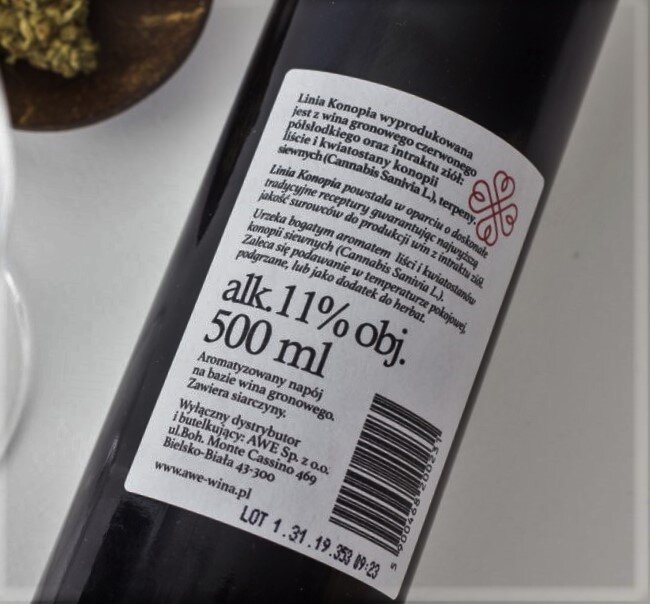 Linia Konopia wyprodukowana
jest z wina gronowego czerwonego
półsłodkiego oraz intraktu ziół:
liście i kwiatostany konopii
siewnych (Cannabis Sanivia L.), terpeny.
Linia Konopia powstała w oparciu o doskonałe
tradycyjne receptury gwarantując najwyższą
jakość surowców do produkcji win z intraktu ziół.
Urzeka bogatym aromatem liści i kwiatostanów
konopii siewnych (Cannabis Sanivia L.).
Zaleca się podawanie w temperaturze pokojowej,
podgrzane, lub jako dodatek do herbat.
alk. 11% obj.
500 ml
Aromatyzowany napój
na bazie wina gronowego.
Zawiera siarczyny.
Wyłączny dystrybutor
i butelkujący: AWE Sp. z o.o.
ul.Boh. Monte Cassino 469
Bielsko-Biała 43-300
www.awe-wina.pl
LOT 1.31.19.353 09:23
5900468200231